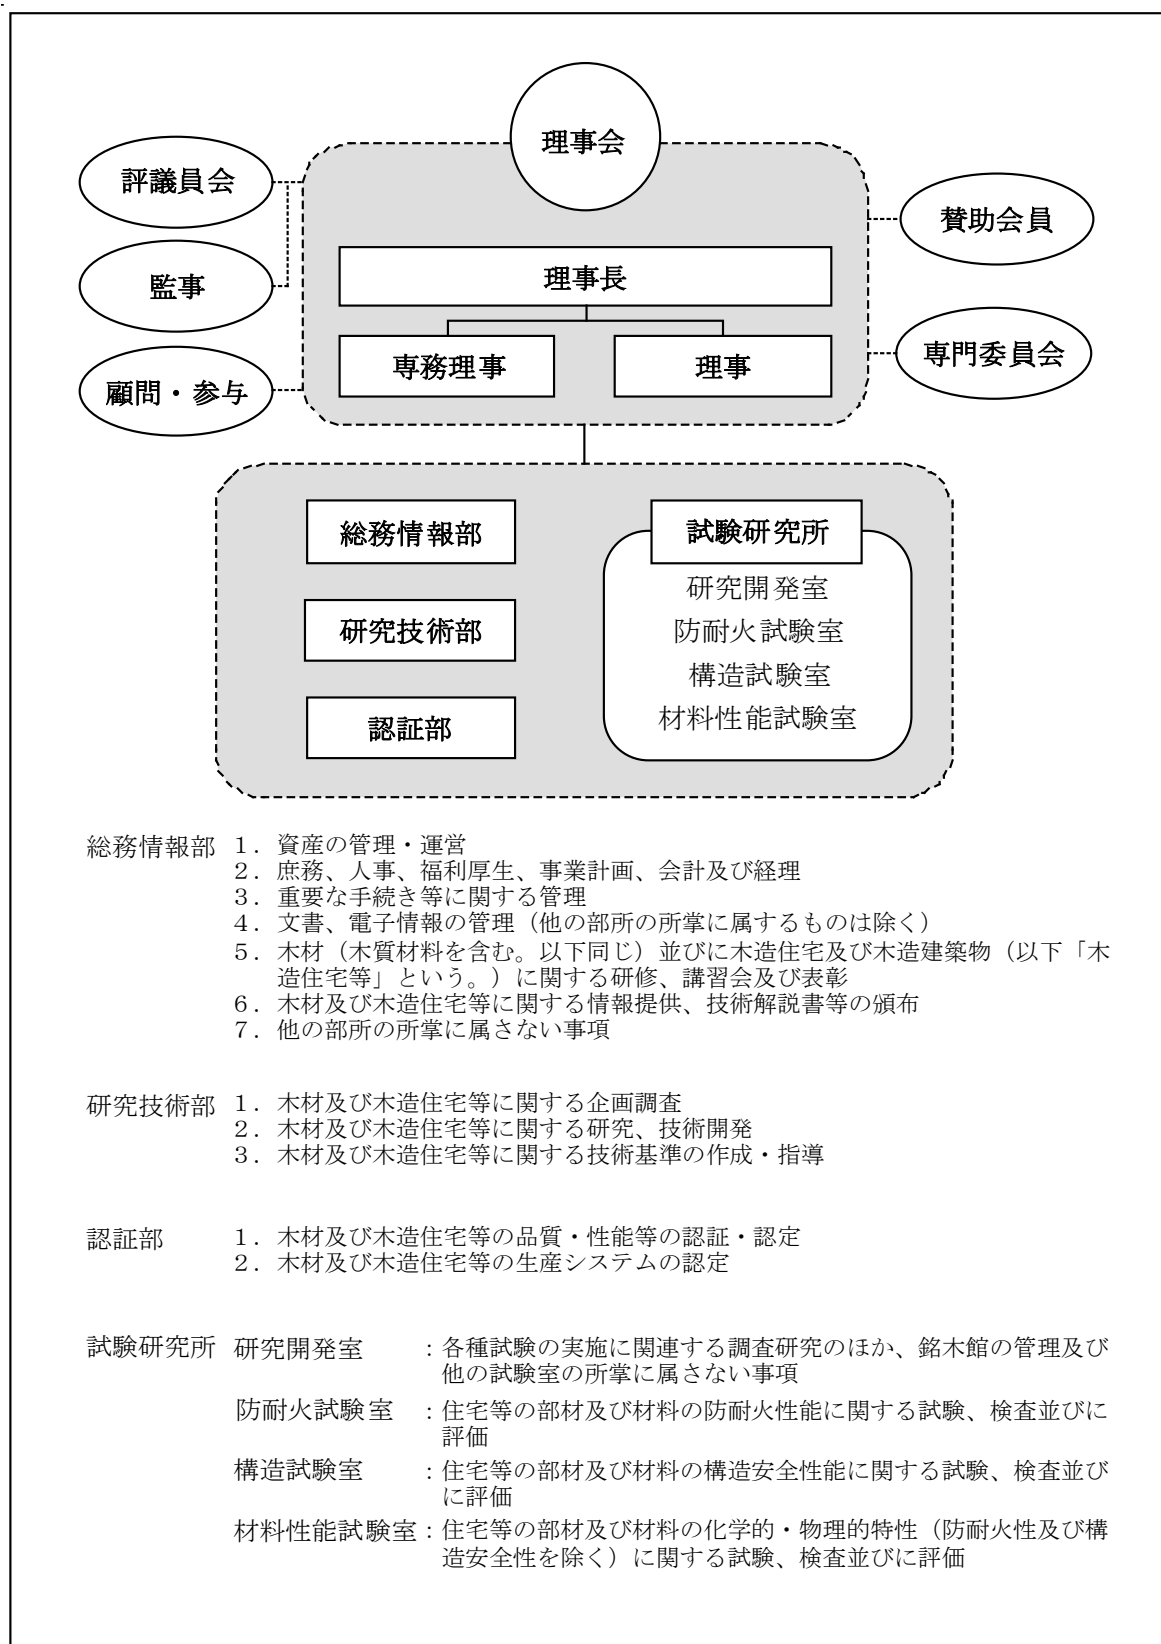 理事会
評議員会
賛助会員
監事
理事長
専門委員会
専務理事
理事
顧問・参与
総務情報部
試験研究所
研究開発室
研究技術部
防耐火試験室
構造試験室
認証部
材料性能試験室
総務情報部 1. 資産の管理・運営
2. 庶務、人事、福利厚生、事業計画、会計及び経理
3. 重要な手続き等に関する管理
4. 文書、電子情報の管理（他の部所の所掌に属するものは除く）
5. 木材（木質材料を含む。以下同じ）並びに木造住宅及び木造建築物（以下「木
造住宅等」という。）に関する研修、講習会及び表彰
6. 木材及び木造住宅等に関する情報提供、技術解説書等の頒布
7. 他の部所の所掌に属さない事項
研究技術部 1. 木材及び木造住宅等に関する企画調査
2. 木材及び木造住宅等に関する研究、技術開発
3. 木材及び木造住宅等に関する技術基準の作成・指導
認証部 1. 木材及び木造住宅等の品質・性能等の認証・認定
2. 木材及び木造住宅等の生産システムの認定
試験研究所 研究開発室 ：各種試験の実施に関連する調査研究のほか、銘木館の管理及び
他の試験室の所掌に属さない事項
防耐火試験室 ：住宅等の部材及び材料の防耐火性能に関する試験、検査並びに
評価
構造試験室 ：住宅等の部材及び材料の構造安全性能に関する試験、検査並び
に評価
材料性能試験室：住宅等の部材及び材料の化学的・物理的特性（防耐火性及び構
造安全性を除く）に関する試験、検査並びに評価